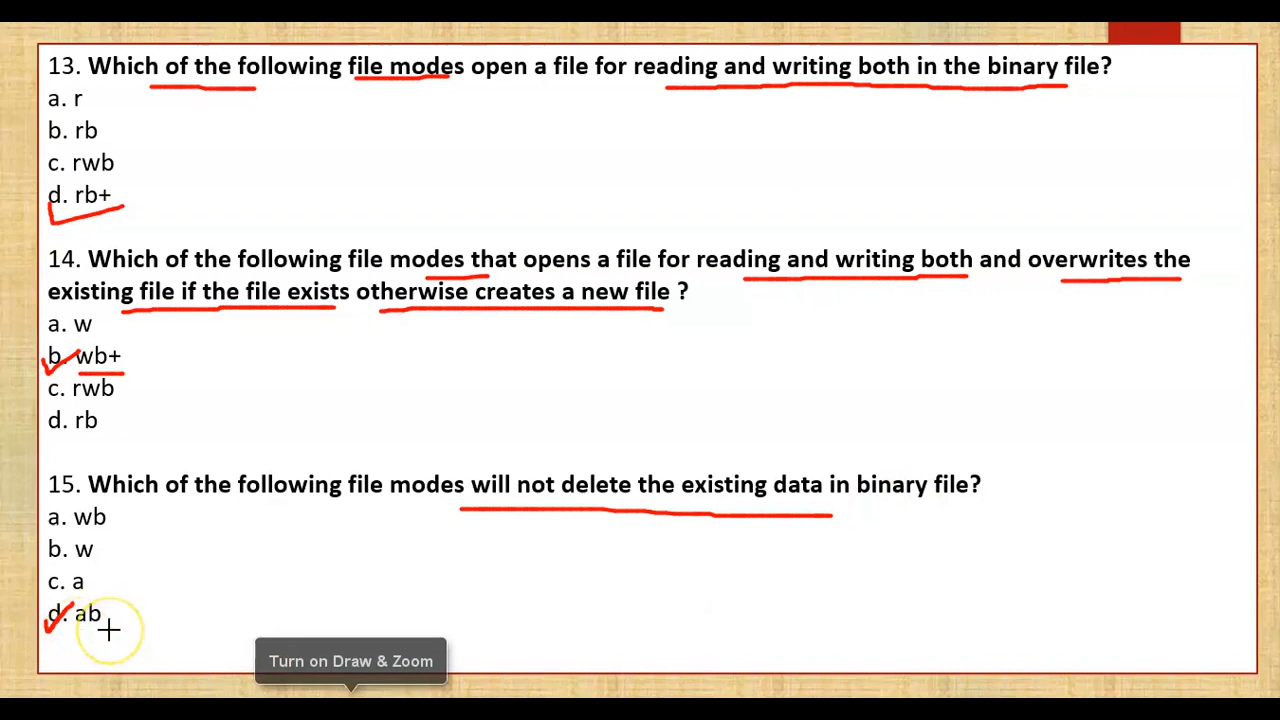 13. Which of the following file modes open a file for reading and writing both in the binary file?
a. r
b. rb
c. rwb
d. rb+
14. Which of the following file modes that opens a file for reading and writing both and overwrites the
existing file if the file exists otherwise creates a new file ?
a. w
b. wb+
c. rwb
d. rb
15. Which of the following file modes will not delete the existing data in binary file?
a. wb
b. w
c. a
d. ab
Turn on Draw & Zoom